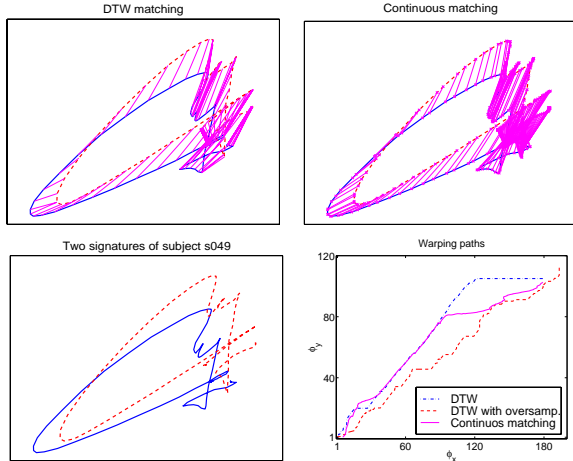 DTW matching
Continuous matching
Two signatures of subject s049
Warping paths
120
80
40
1
ϕy
1
60
120
180
ϕx
DTW
DTW with oversamp.
Continuos matching